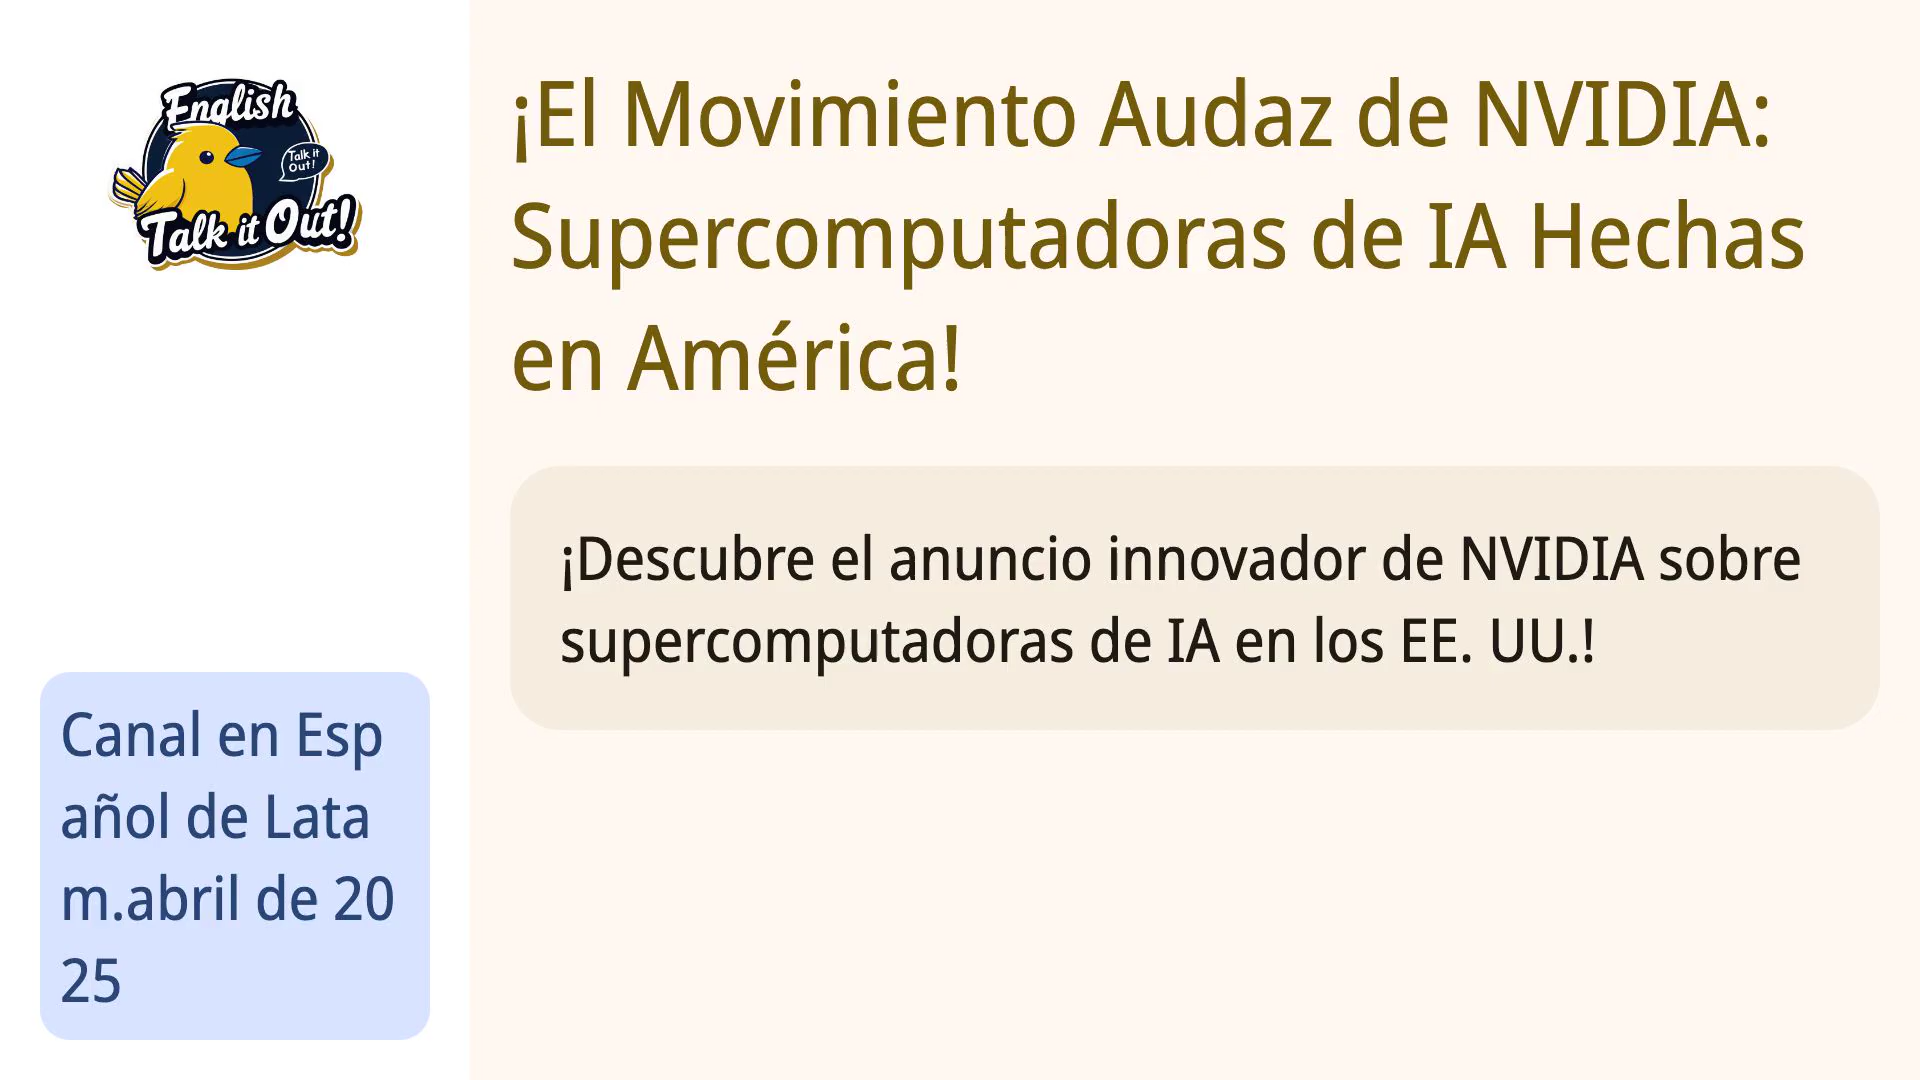 English
Talk it
Out!
Talk it Out!
¡El Movimiento Audaz de NVIDIA:
Supercomputadoras de IA Hechas
en América!
¡Descubre el anuncio innovador de NVIDIA sobre
supercomputadoras de IA en los EE. UU.!
Canal en Esp
añol de Lata
m.abril de 20
25